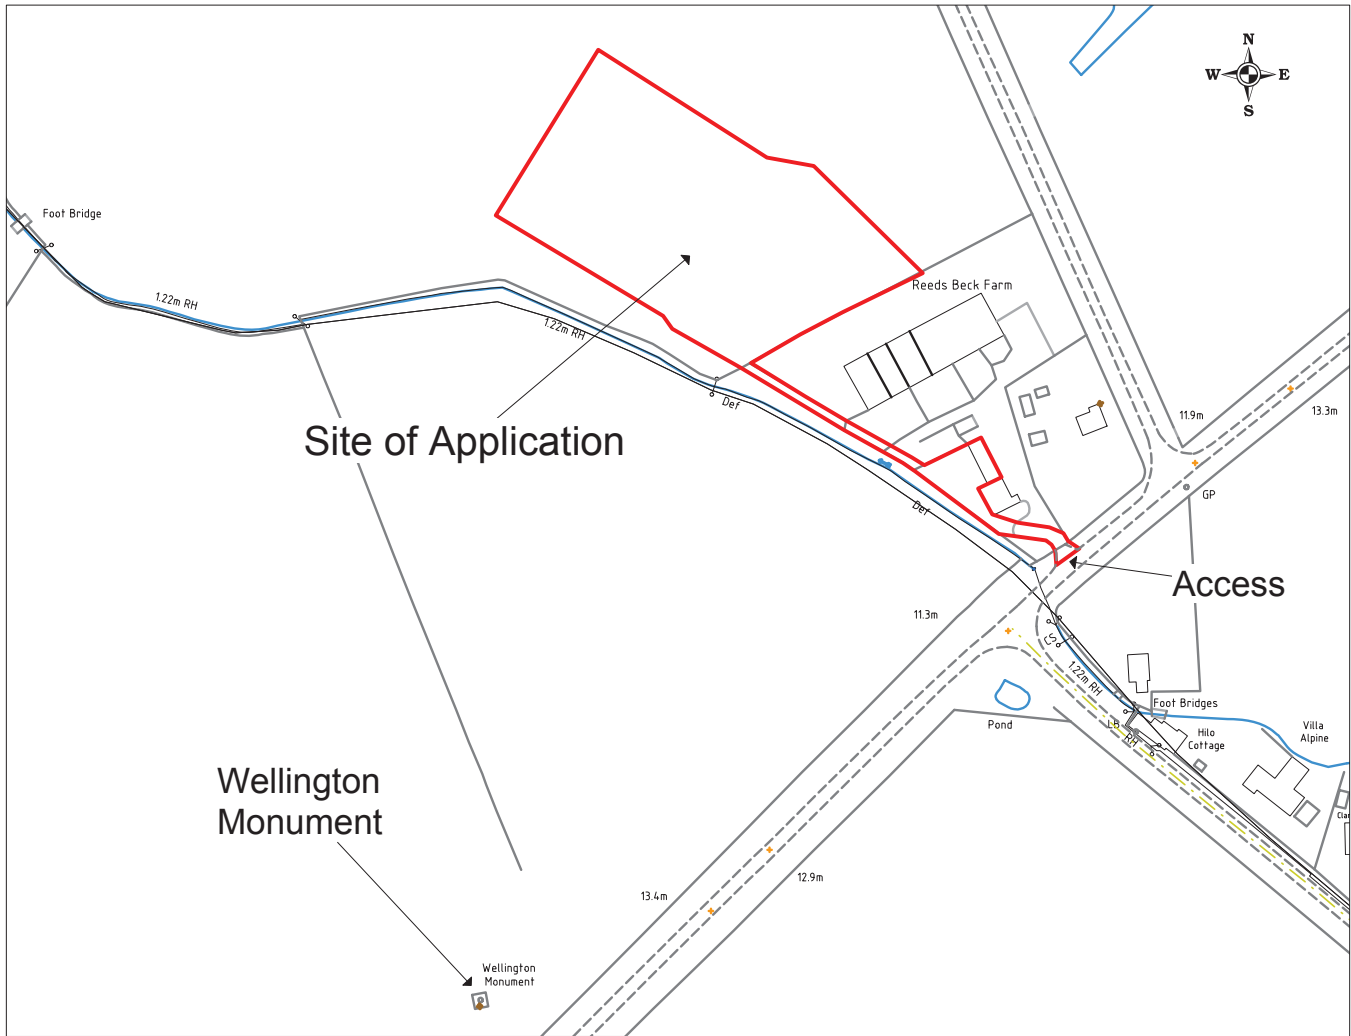 N
W E
S
Foot Bridge
1.22m RH
1.22m RH
Reeds Beck Farm
11.9m
13.3m
Def
Site of Application
Def
GP
Access
11.3m
CS
1.22m RH
Foot Bridges
LB
RH
Hilo
Cottage
Villa
Alpine
Pond
Wellington
Monument
Cla
13.4m
12.9m
Wellington
Monument